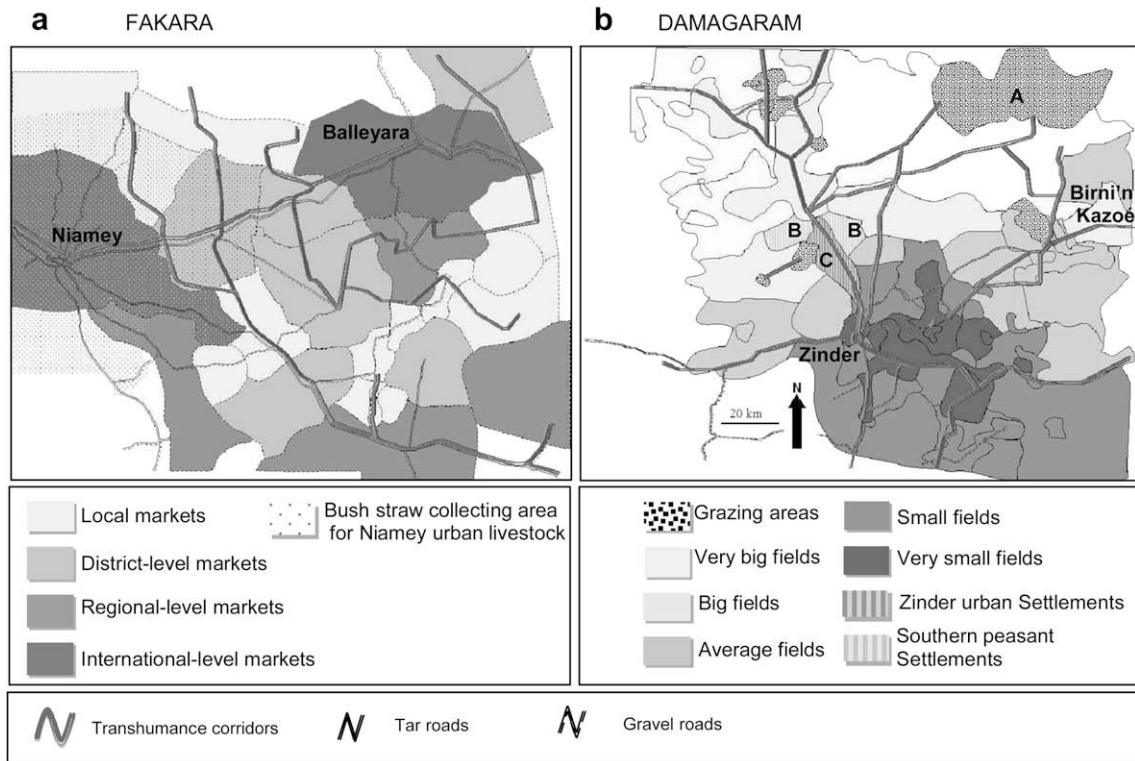 a FAKARA
Balleyara
Niamey
b DAMAGARAM
A
Birni'n
Kazoé
B B
C
Zinder
N
20 km
Local markets
District-level markets
Regional-level markets
International-level markets
Bush straw collecting area
for Niamey urban livestock
Grazing areas
Very big fields
Big fields
Average fields
Small fields
Very small fields
Zinder urban Settlements
Southern peasant
Settlements
Transhumance corridors
Tar roads
Gravel roads